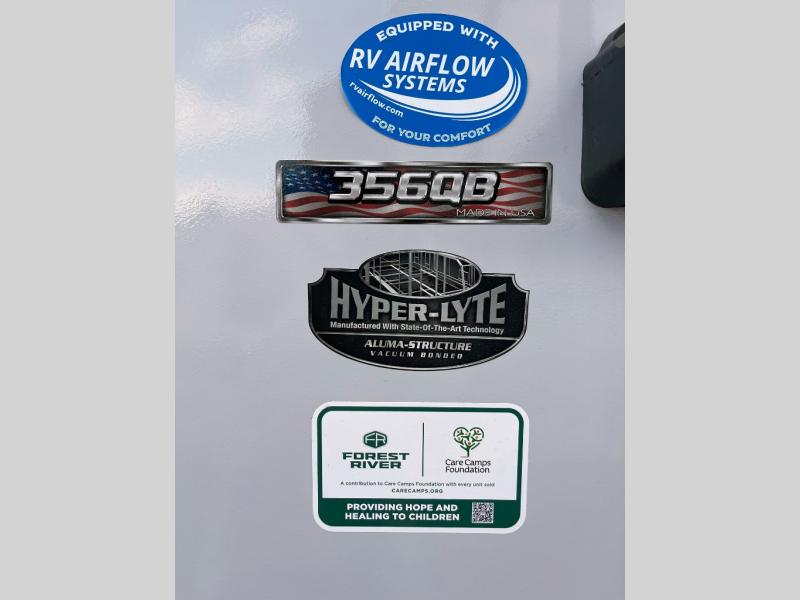 EQUIPPED WITH
RV AIRFLOW
SYSTEMS
rvairflow.com
FOR YOUR COMFORT
356QB
MADE IN USA
HYPER-LYTE
Manufactured With State-Of-The-Art Technology
ALUMA-STRUCTURE
VACUUM BONDED
FR
FOREST
RIVER
Care Camps
Foundation
A contribution to Care Camps Foundation with every unit sold
CARECAMPS.ORG
PROVIDING HOPE AND
HEALING TO CHILDREN